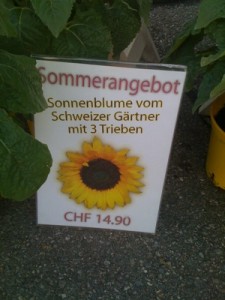 Sommerangebot
Sonnenblume vom
Schweizer Gärtner
mit 3 Trieben
CHF 14.90